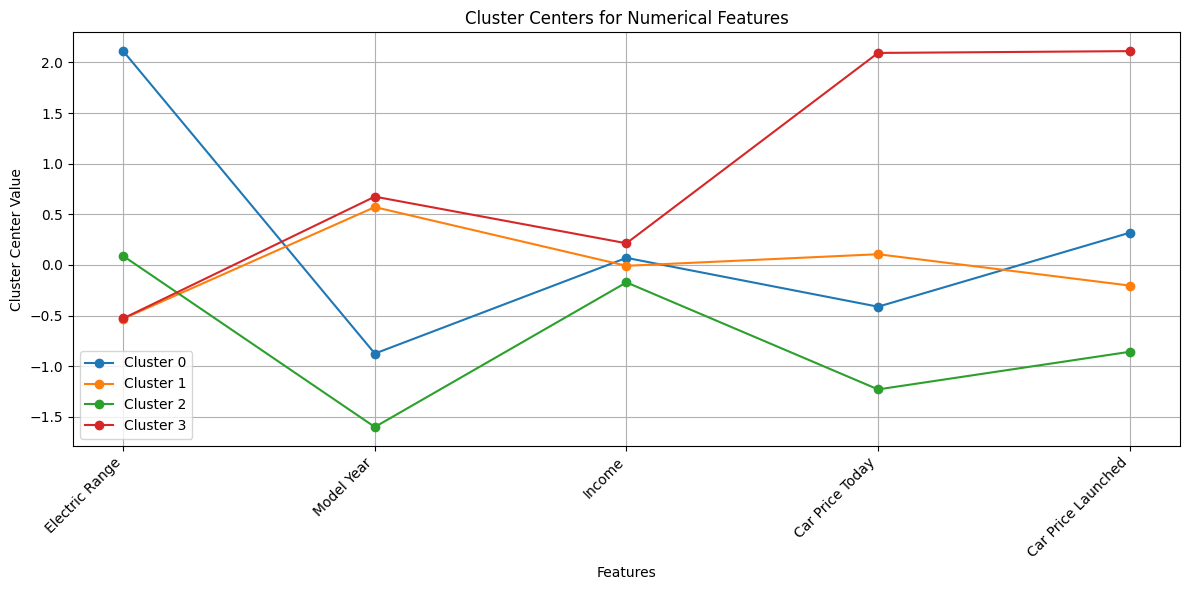 Cluster Centers for Numerical Features
Cluster Center Value
2.0
1.5
1.0
0.5
0.0
−0.5
−1.0
−1.5
Cluster 0
Cluster 1
Cluster 2
Cluster 3
Electric Range
Model Year
Income
Car Price Today
Car Price Launched
Features